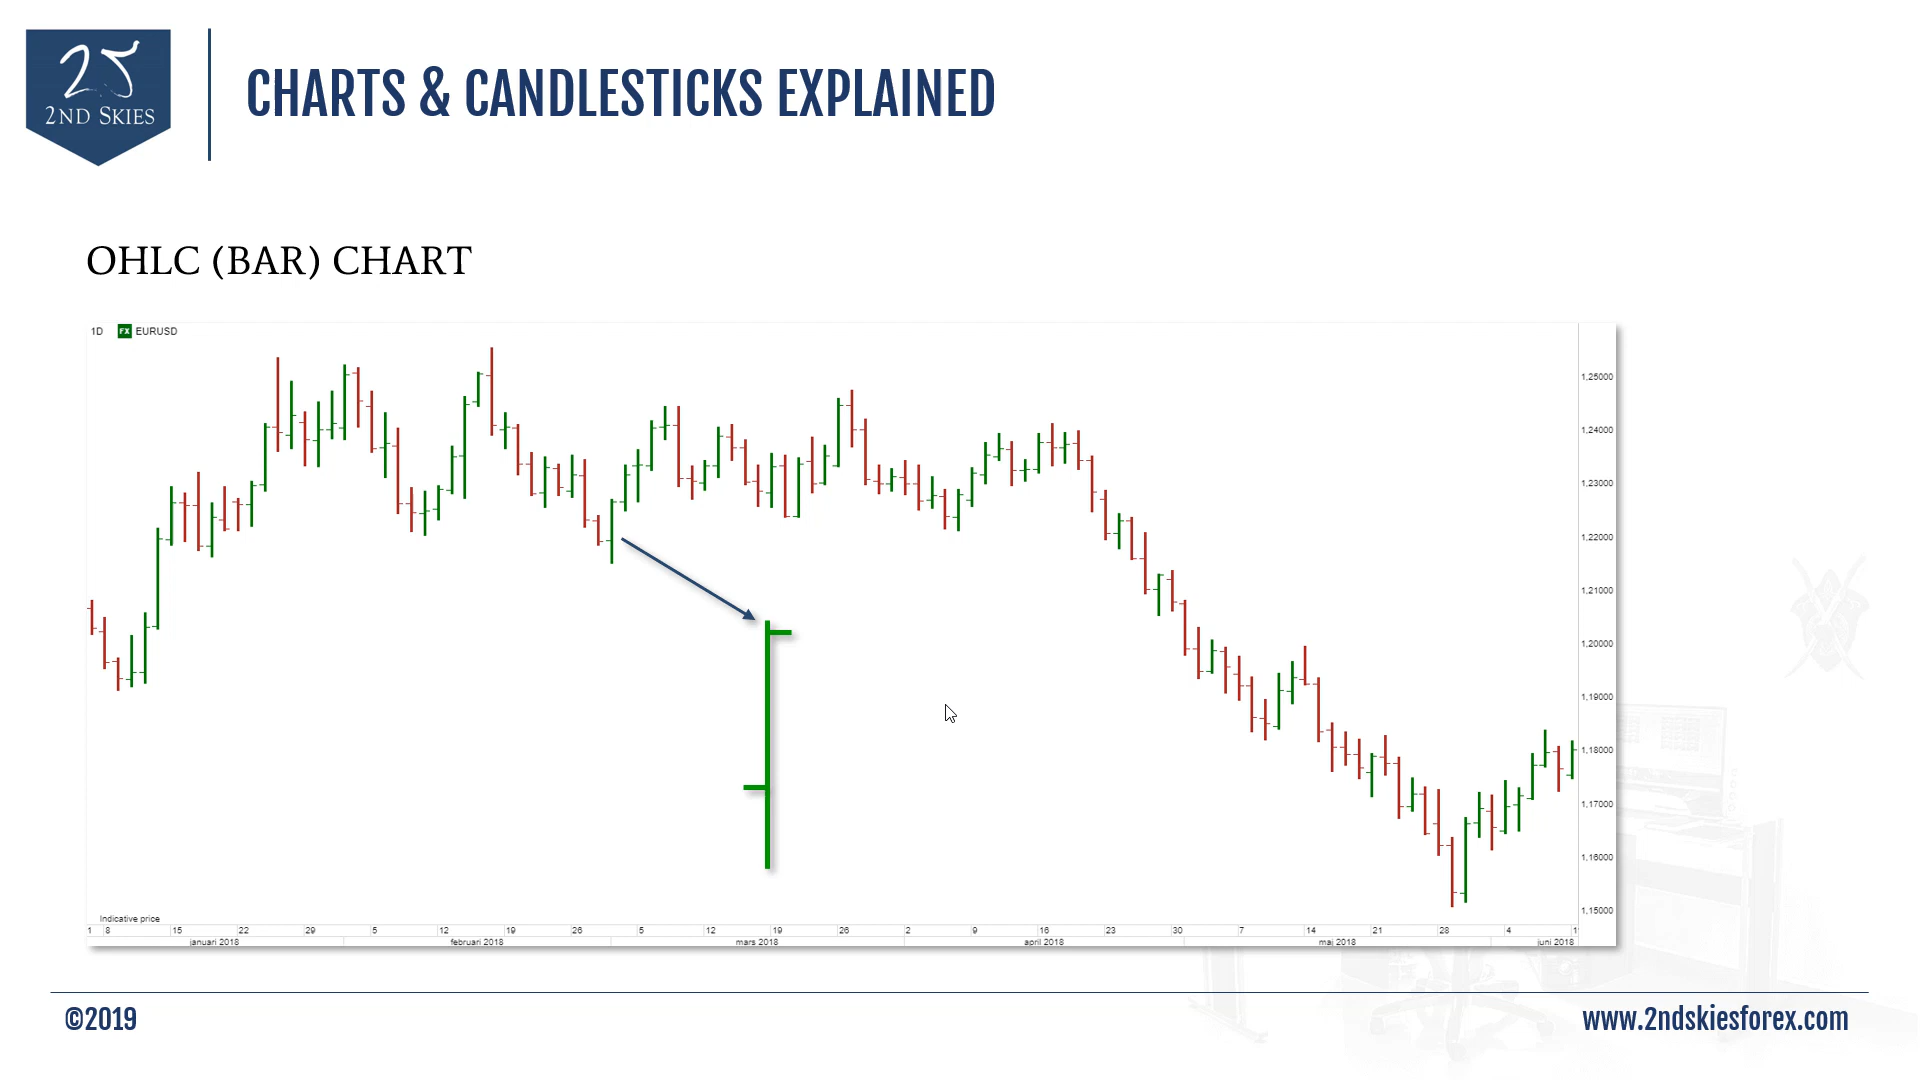 2S
2ND SKIES
CHARTS & CANDLESTICKS EXPLAINED
OHLC (BAR) CHART
1D FX EURUSD
1,25000
1,24000
1,23000
1,22000
1,21000
1,20000
1,19000
1,18000
1,17000
1,16000
1,15000
Indicative price
1 8 15 22 29 5 12 19 26 5 12 19 26 2 9 16 23 30 7 14 21 28 4
januari 2018 februari 2018 mars 2018 april 2018 maj 2018 juni 2018
©2019
www.2ndskiesforex.com